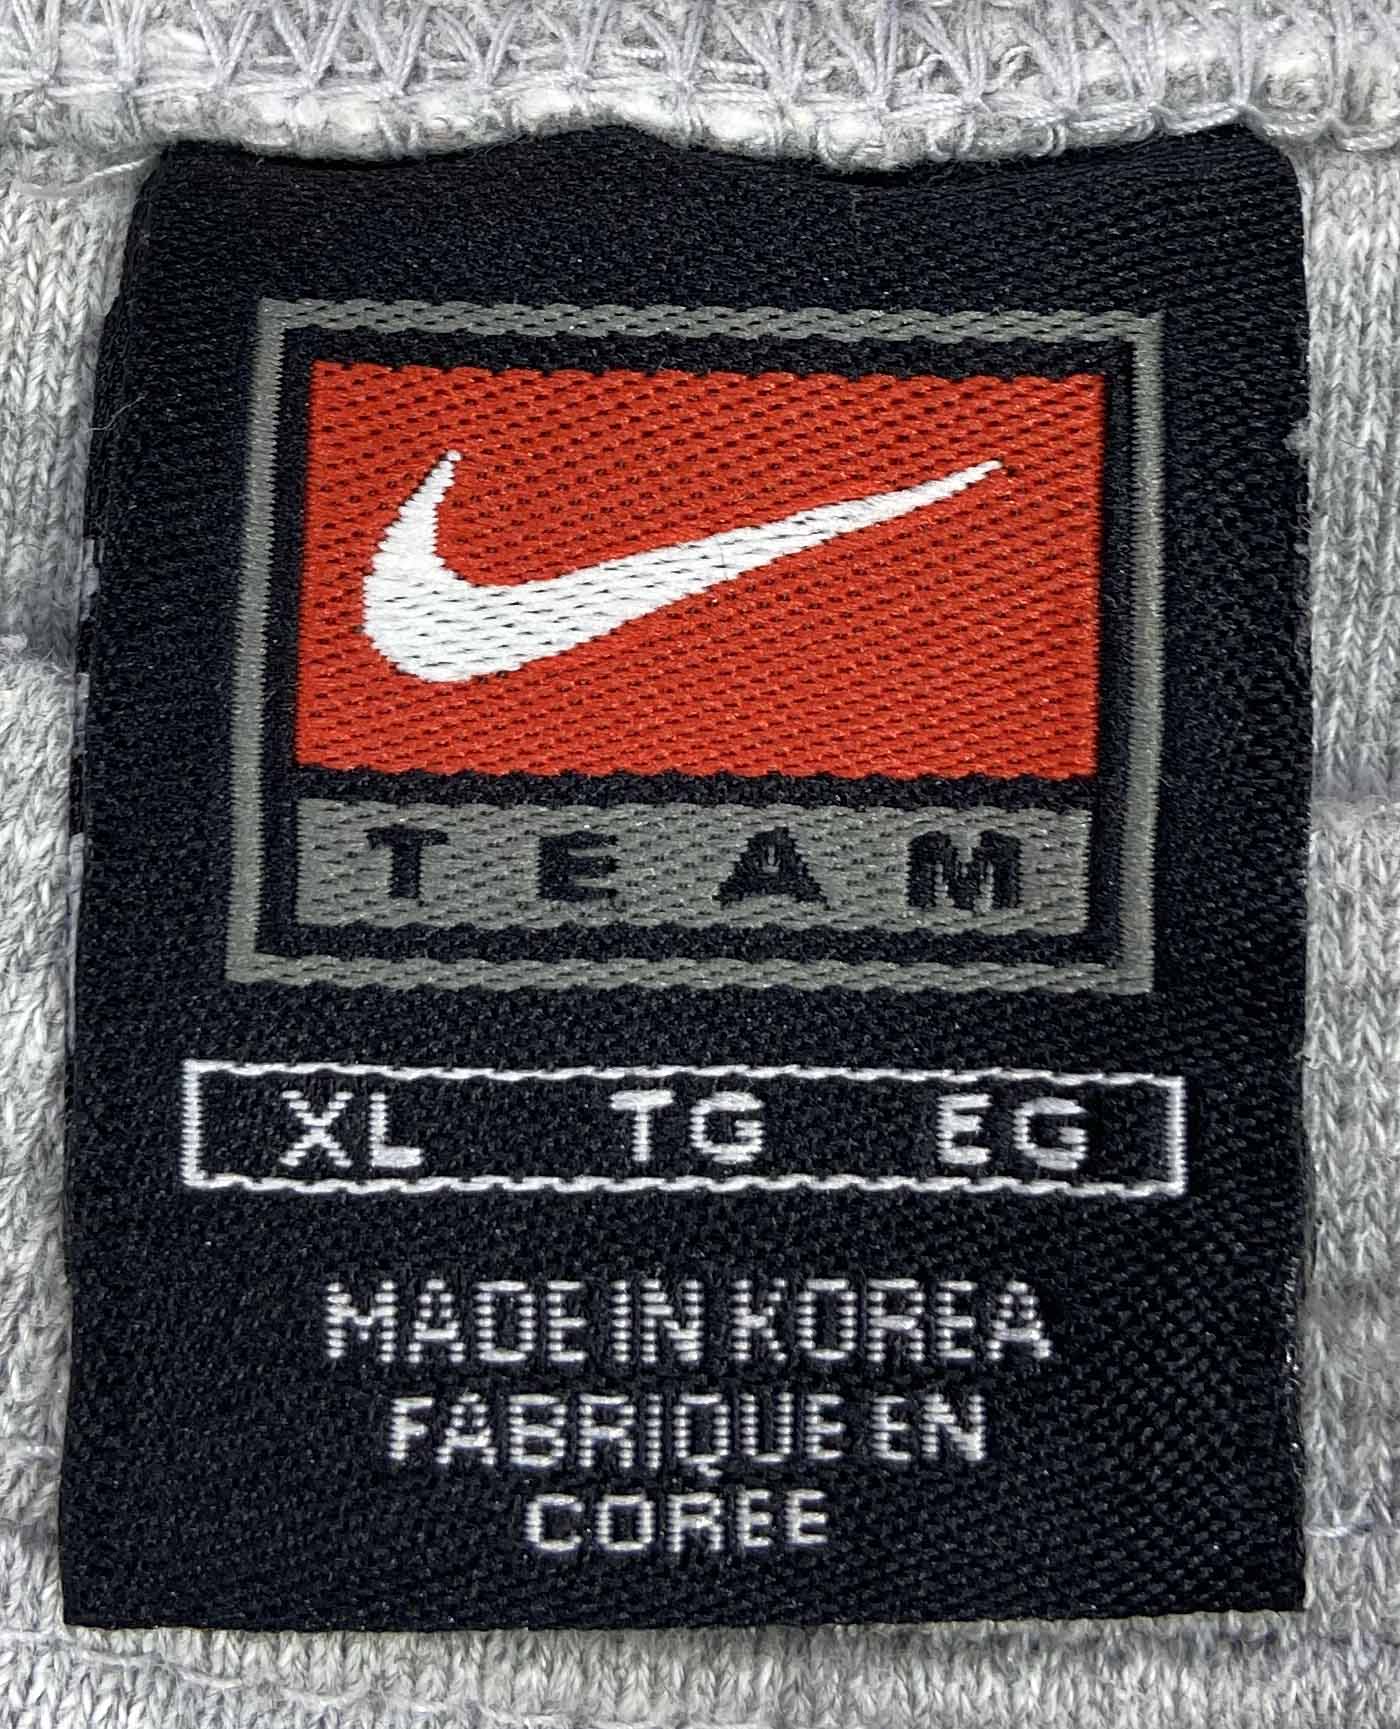 TEAM
XL TG EG
MADE IN KOREA
FABRIQUE EN
COREE